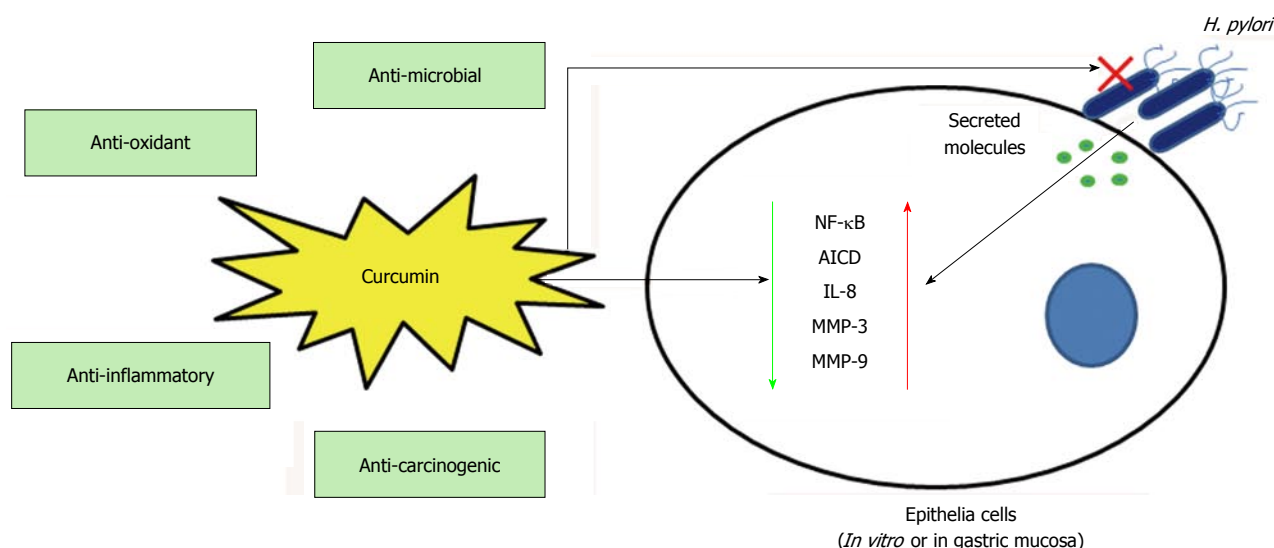 H. pylori
Anti-microbial
Anti-oxidant
Secreted
molecules
NF-κB
AICD
Curcumin
IL-8
MMP-3
MMP-9
Anti-inflammatory
Anti-carcinogenic
Epithelia cells
(In vitro or in gastric mucosa)